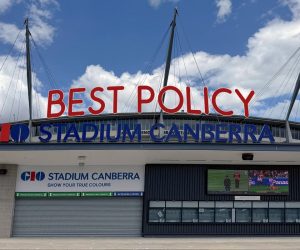 BEST POLICY
GIO STADIUM CANBERRA
GIO STADIUM CANBERRA
SHOW YOUR TRUE COLOURS